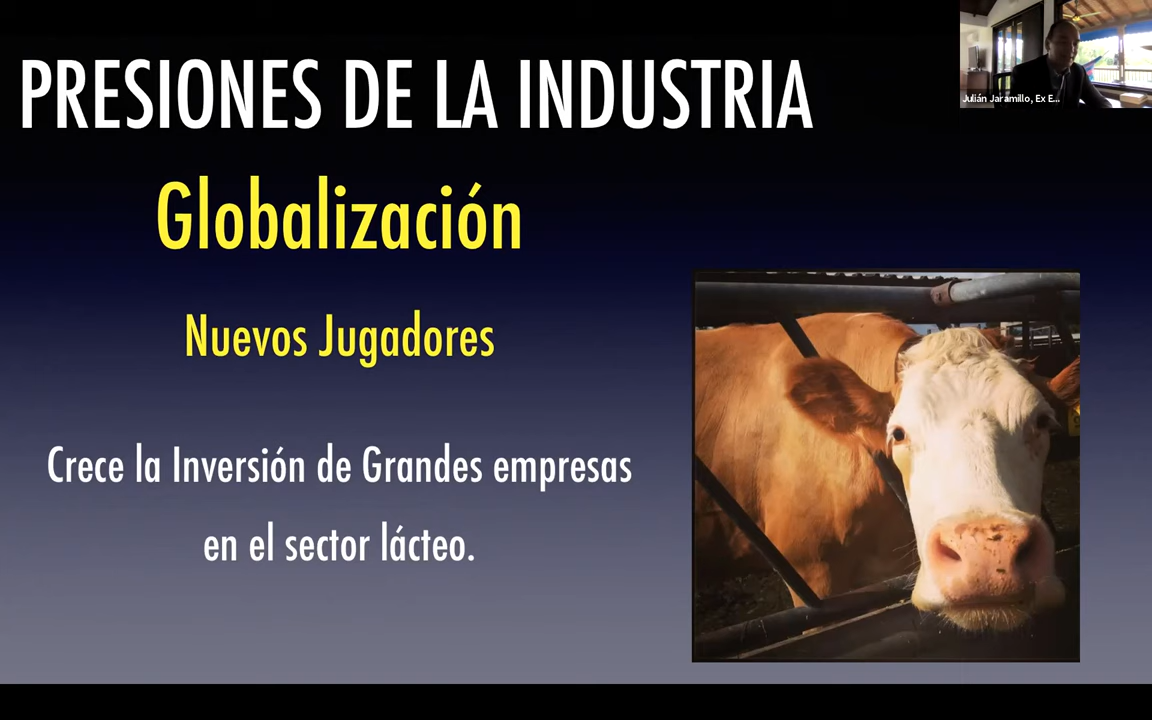 PRESIONES DE LA INDUSTRIA
Julián Jaramillo, Ex E...
Globalización
Nuevos Jugadores
Crece la Inversión de Grandes empresas
en el sector lácteo.